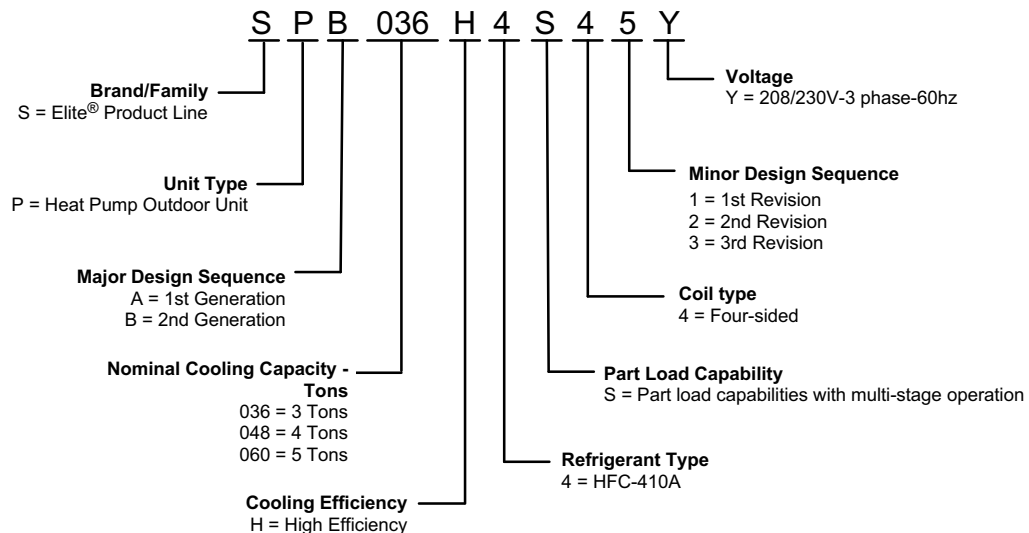 S P B 036 H 4 S 4 5 Y
Brand/Family
S = Elite® Product Line
Unit Type
P = Heat Pump Outdoor Unit
Major Design Sequence
A = 1st Generation
B = 2nd Generation
Nominal Cooling Capacity -
Tons
036 = 3 Tons
048 = 4 Tons
060 = 5 Tons
Cooling Efficiency
H = High Efficiency
Voltage
Y = 208/230V-3 phase-60hz
Minor Design Sequence
1 = 1st Revision
2 = 2nd Revision
3 = 3rd Revision
Coil type
4 = Four-sided
Part Load Capability
S = Part load capabilities with multi-stage operation
Refrigerant Type
4 = HFC-410A